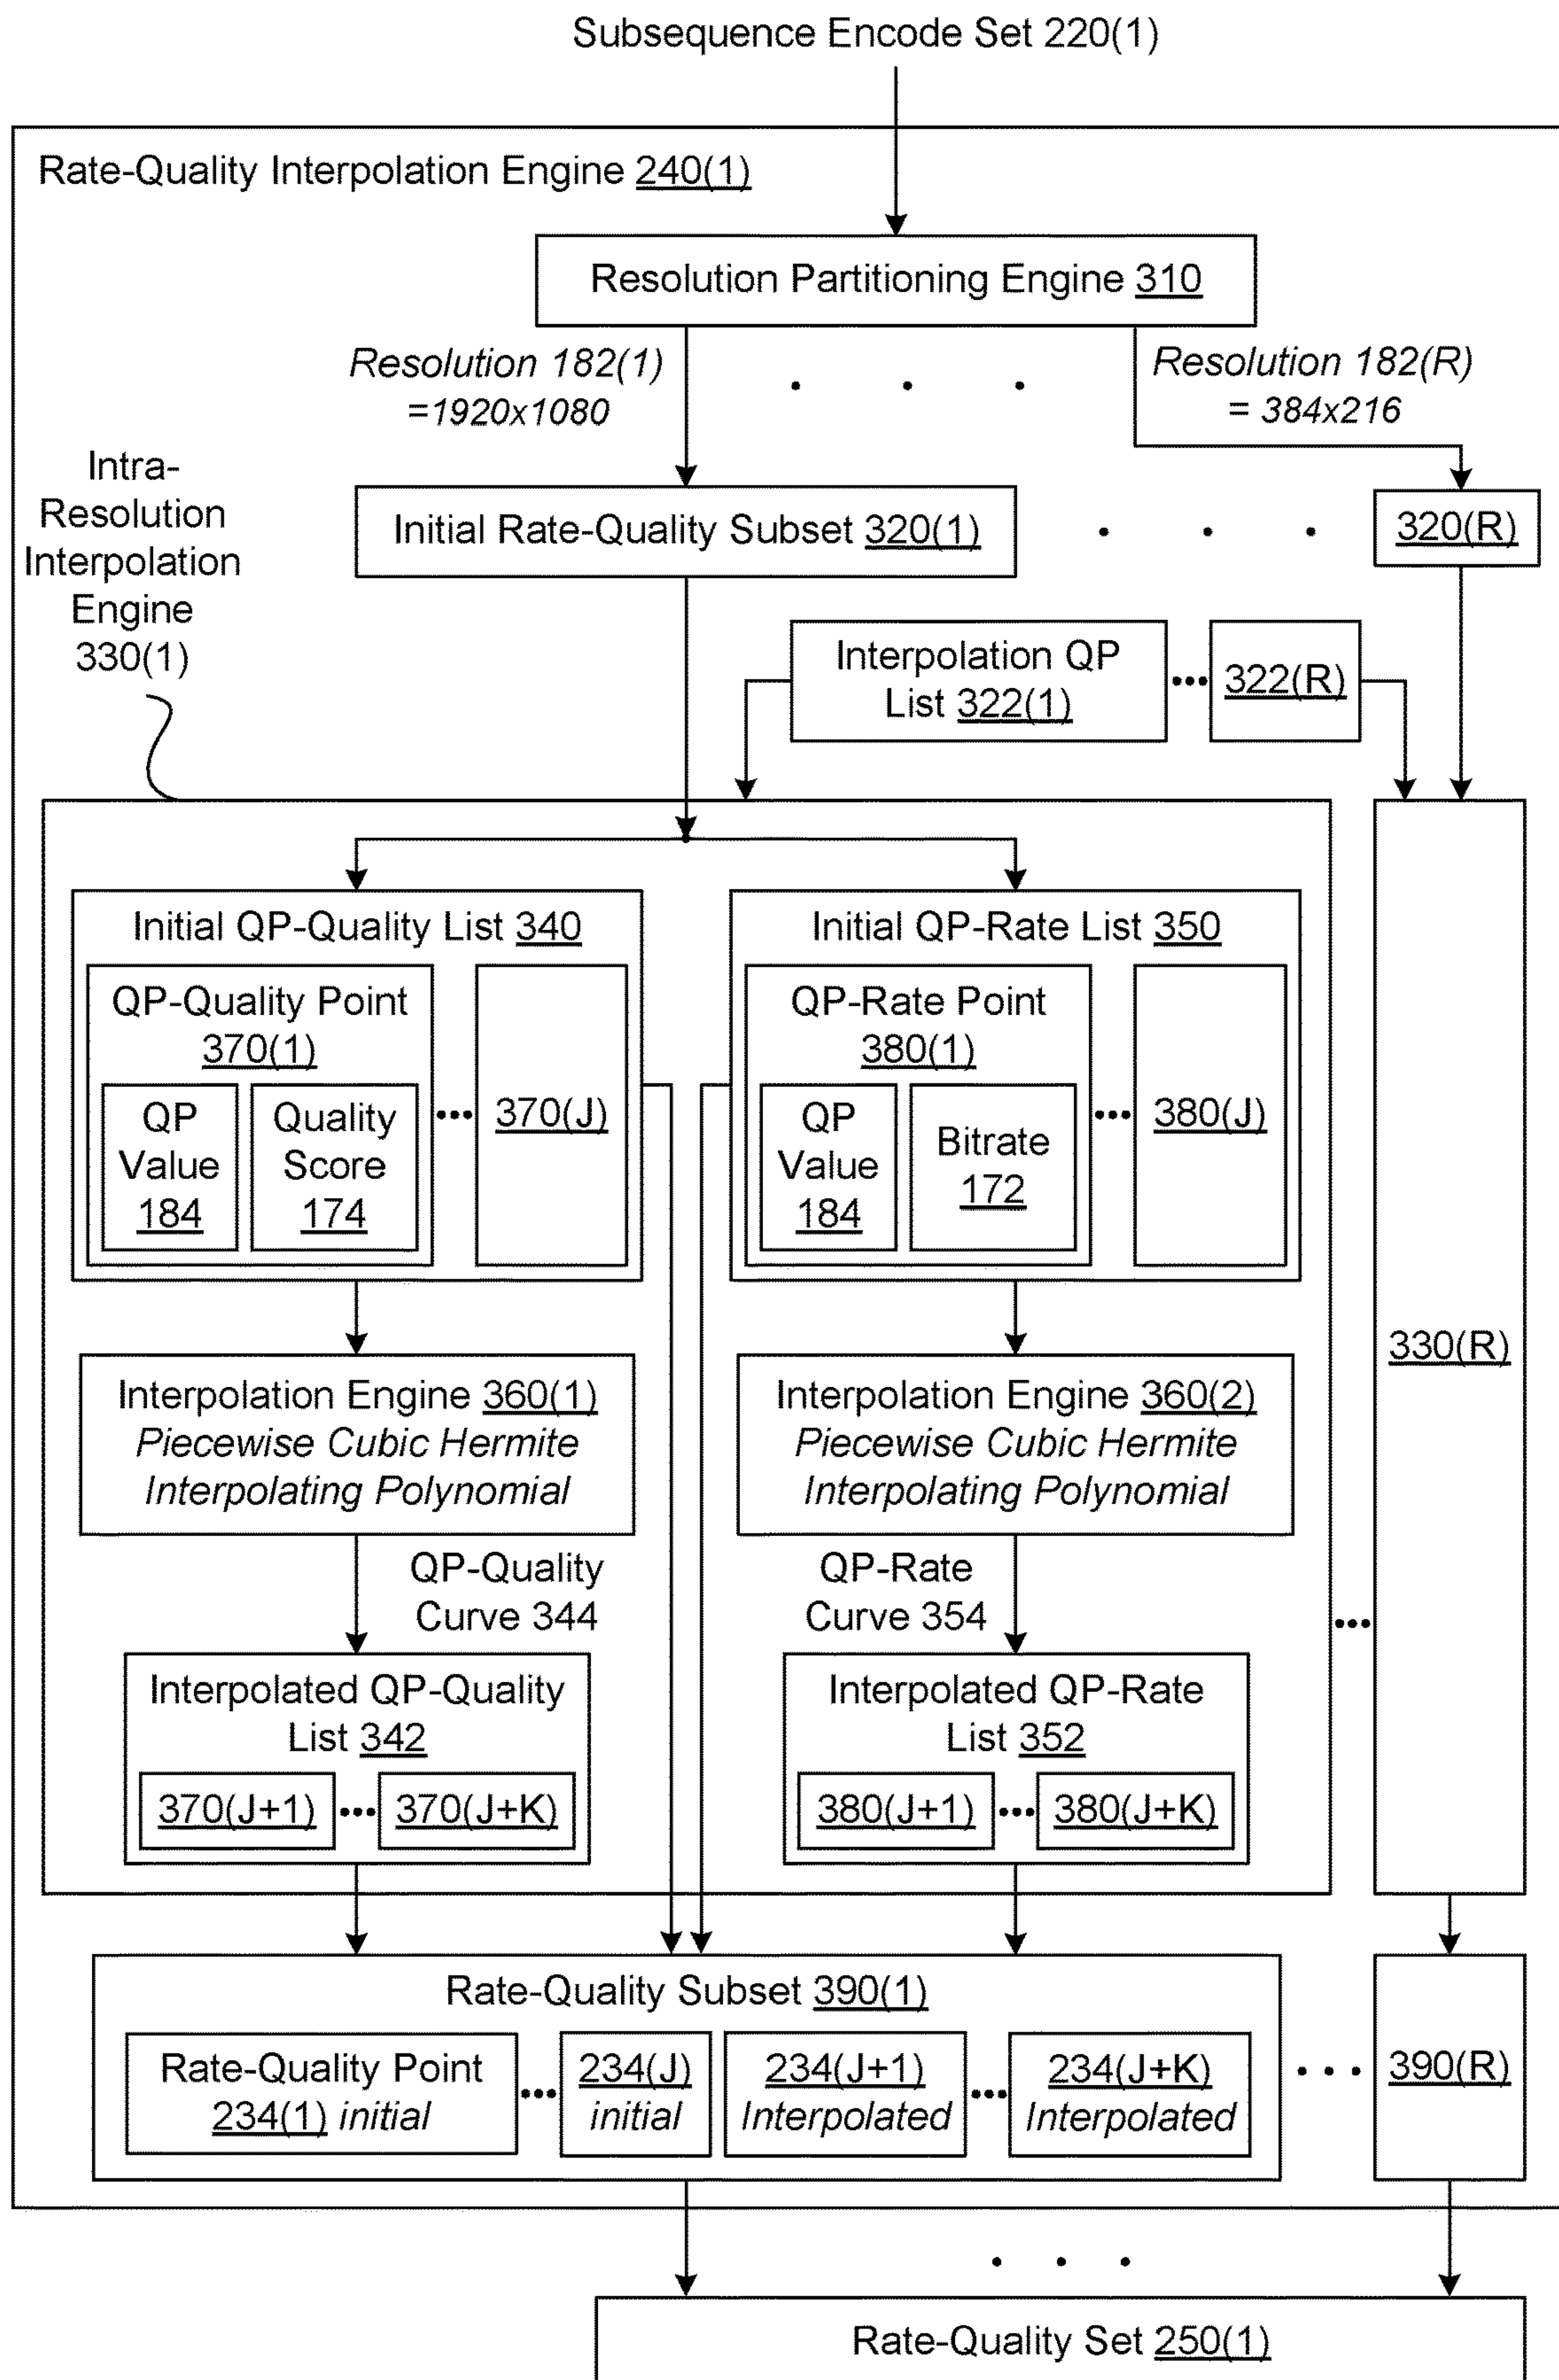 Subsequence Encode Set 220(1)
Rate-Quality Interpolation Engine 240(1)
Resolution Partitioning Engine 310
Resolution 182(1)
=1920x1080
Resolution 182(R)
= 384x216
Intra-
Resolution
Interpolation
Engine
330(1)
Initial Rate-Quality Subset 320(1)
320(R)
Interpolation QP
List 322(1)
322(R)
Initial QP-Quality List 340
QP-Quality Point
370(1)
QP
Value
184
Quality
Score
174
370(J)
Initial QP-Rate List 350
QP-Rate Point
380(1)
QP
Value
184
Bitrate
172
380(J)
330(R)
Interpolation Engine 360(1)
Piecewise Cubic Hermite
Interpolating Polynomial
Interpolation Engine 360(2)
Piecewise Cubic Hermite
Interpolating Polynomial
QP-Quality
Curve 344
QP-Rate
Curve 354
Interpolated QP-Quality
List 342
370(J+1)
370(J+K)
Interpolated QP-Rate
List 352
380(J+1)
380(J+K)
Rate-Quality Subset 390(1)
Rate-Quality Point
234(1) initial
234(J)
initial
234(J+1)
Interpolated
234(J+K)
Interpolated
390(R)
Rate-Quality Set 250(1)